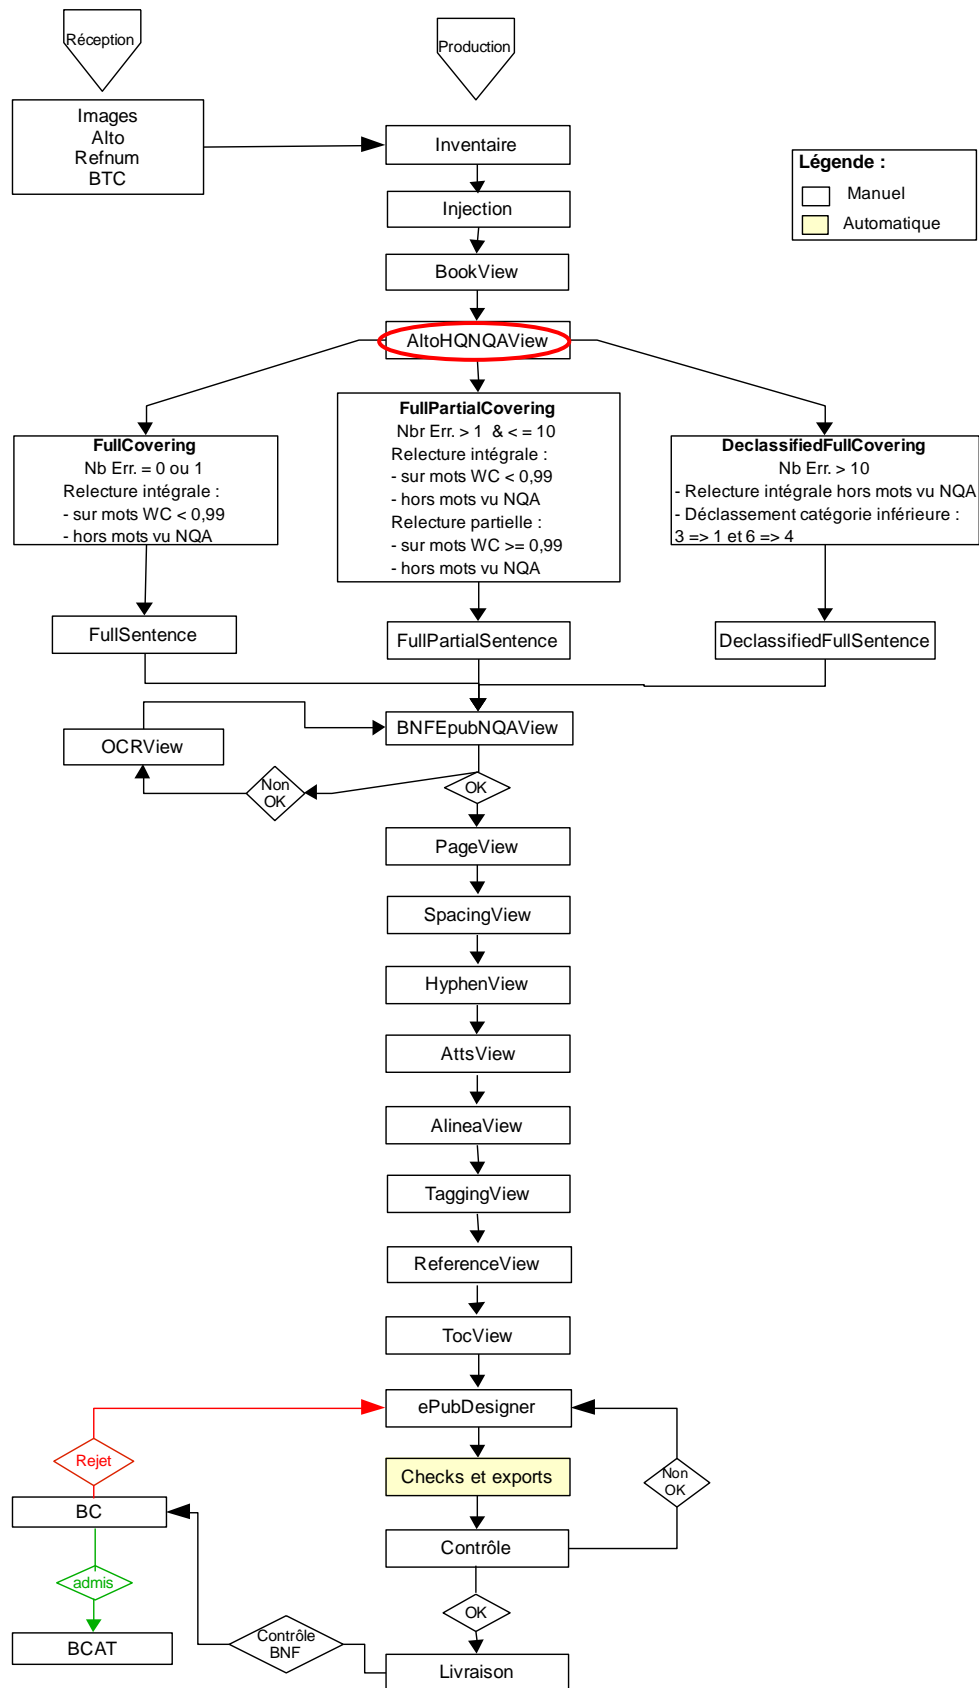 Réception
Production
Images
Alto
Refnum
BTC
Inventaire
Légende :
Manuel
Automatique
Injection
BookView
AltoHQNQAView
FullCovering
Nb Err. = 0 ou 1
Relecture intégrale :
- sur mots WC < 0,99
- hors mots vu NQA
FullPartialCovering
Nbr Err. > 1 & < = 10
Relecture intégrale :
- sur mots WC < 0,99
- hors mots vu NQA
Relecture partielle :
- sur mots WC >= 0,99
- hors mots vu NQA
DeclassifiedFullCovering
Nb Err. > 10
- Relecture intégrale hors mots vu NQA
- Déclassement catégorie inférieure :
3 => 1 et 6 => 4
FullSentence
FullPartialSentence
DeclassifiedFullSentence
BNFEpubNQAView
OCRView
Non
OK
OK
PageView
SpacingView
HyphenView
AttsView
AlineaView
TaggingView
ReferenceView
TocView
ePubDesigner
Rejet
Checks et exports
Non
OK
BC
Contrôle
admis
OK
Contrôle
BNF
BCAT
Livraison